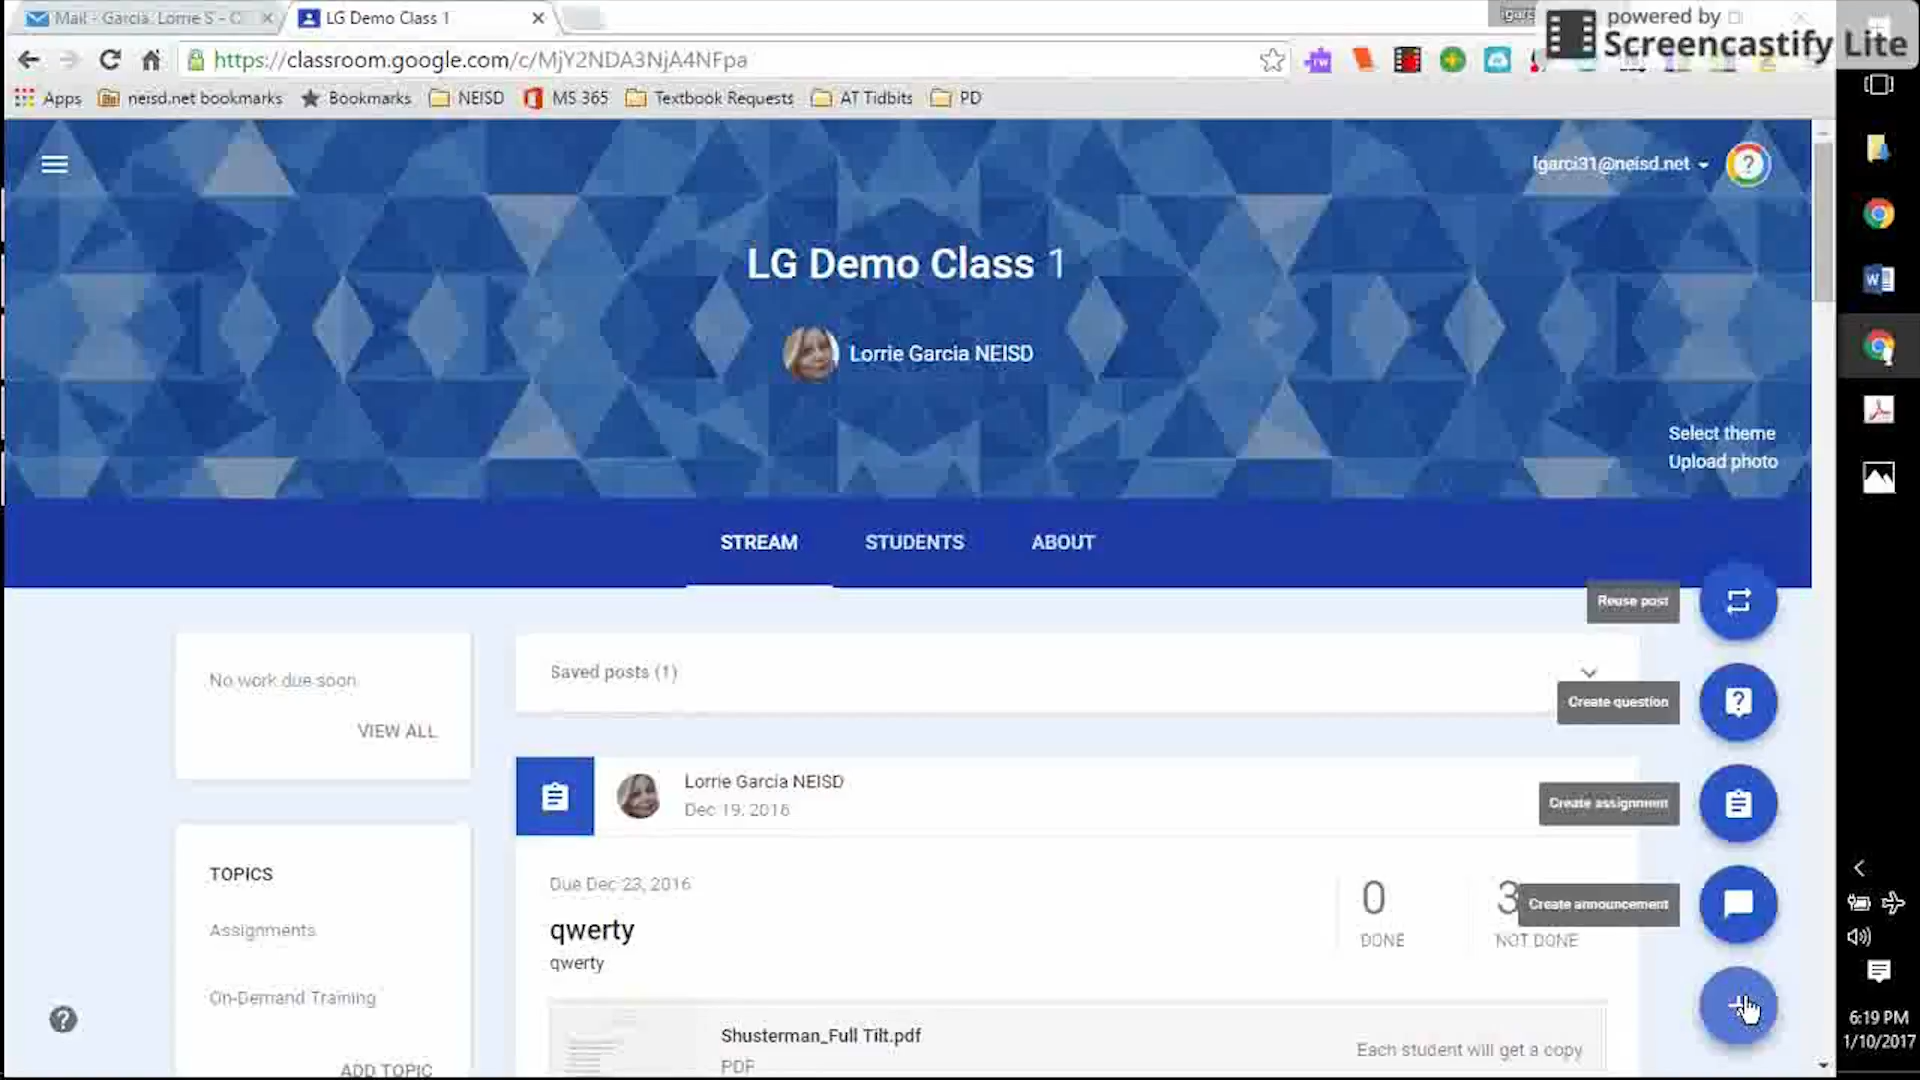 Mail - Garcia, Lorrie S - O
LG Demo Class 1
powered by
Screencastify Lite
https://classroom.google.com/c/MjY2NDA3NjA4NFpa
Apps
neisd.net bookmarks
Bookmarks
NEISD
MS 365
Textbook Requests
AT Tidbits
PD
lgarci31@neisd.net
LG Demo Class 1
Lorrie Garcia NEISD
Select theme
Upload photo
STREAM
STUDENTS
ABOUT
Reuse post
No work due soon
VIEW ALL
Saved posts (1)
Create question
Lorrie Garcia NEISD
Dec 19, 2016
Create assignment
TOPICS
Assignments
On-Demand Training
ADD TOPIC
Due Dec 23, 2016
qwerty
qwerty
0
DONE
3
NOT DONE
Create announcement
Shusterman_Full Tilt.pdf
PDF
Each student will get a copy
6:19 PM
1/10/2017